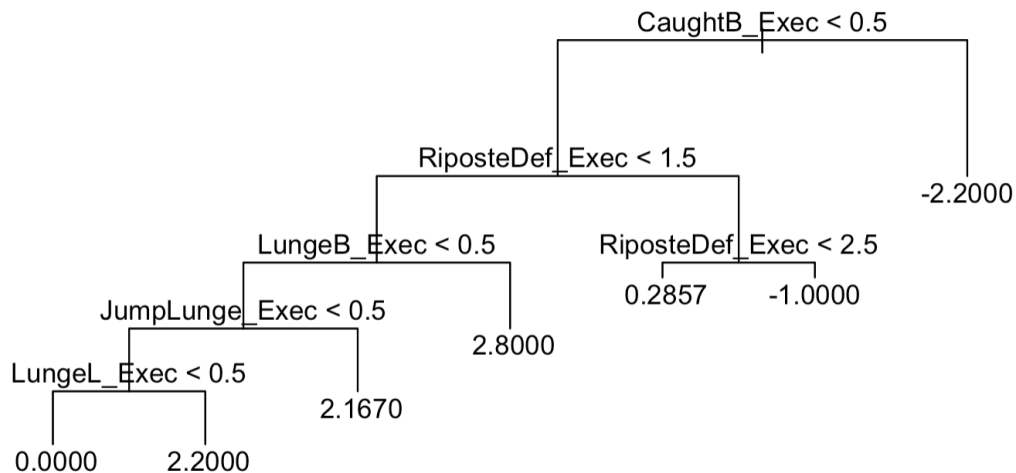 CaughtB_Exec < 0.5
RiposteDef_Exec < 1.5
-2.2000
LungeB_Exec < 0.5
RiposteDef_Exec < 2.5
0.2857
-1.0000
JumpLunge_Exec < 0.5
2.8000
LungeL_Exec < 0.5
2.1670
0.0000
2.2000